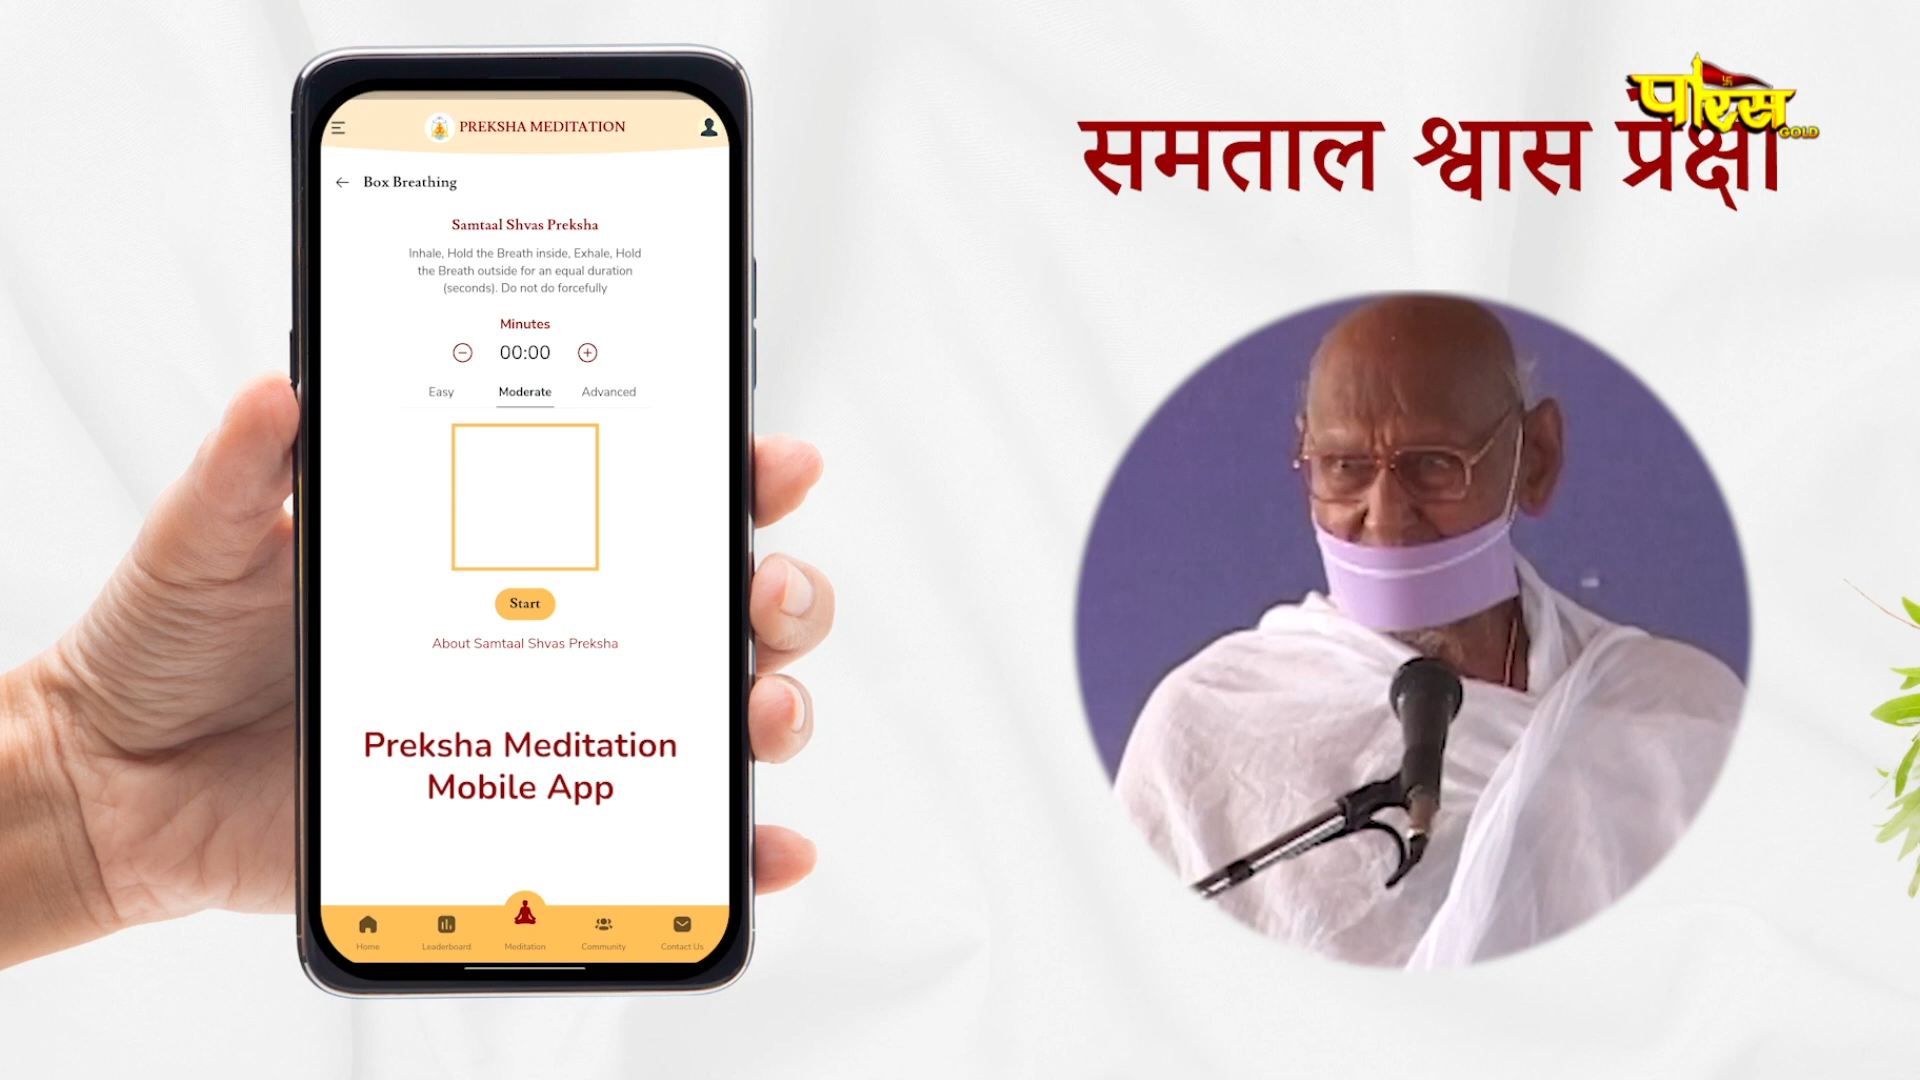 PREKSHA MEDITATION
Box Breathing
Samtaal Shvas Preksha
Inhale, Hold the Breath inside, Exhale, Hold
the Breath outside for an equal duration
(seconds). Do not do forcefully
Minutes
00:00
Easy Moderate Advanced
Start
About Samtaal Shvas Preksha
Preksha Meditation
Mobile App
Home Leaderboard Meditation Community Contact Us
पारस
GOLD
समताल श्वास प्रेक्षा